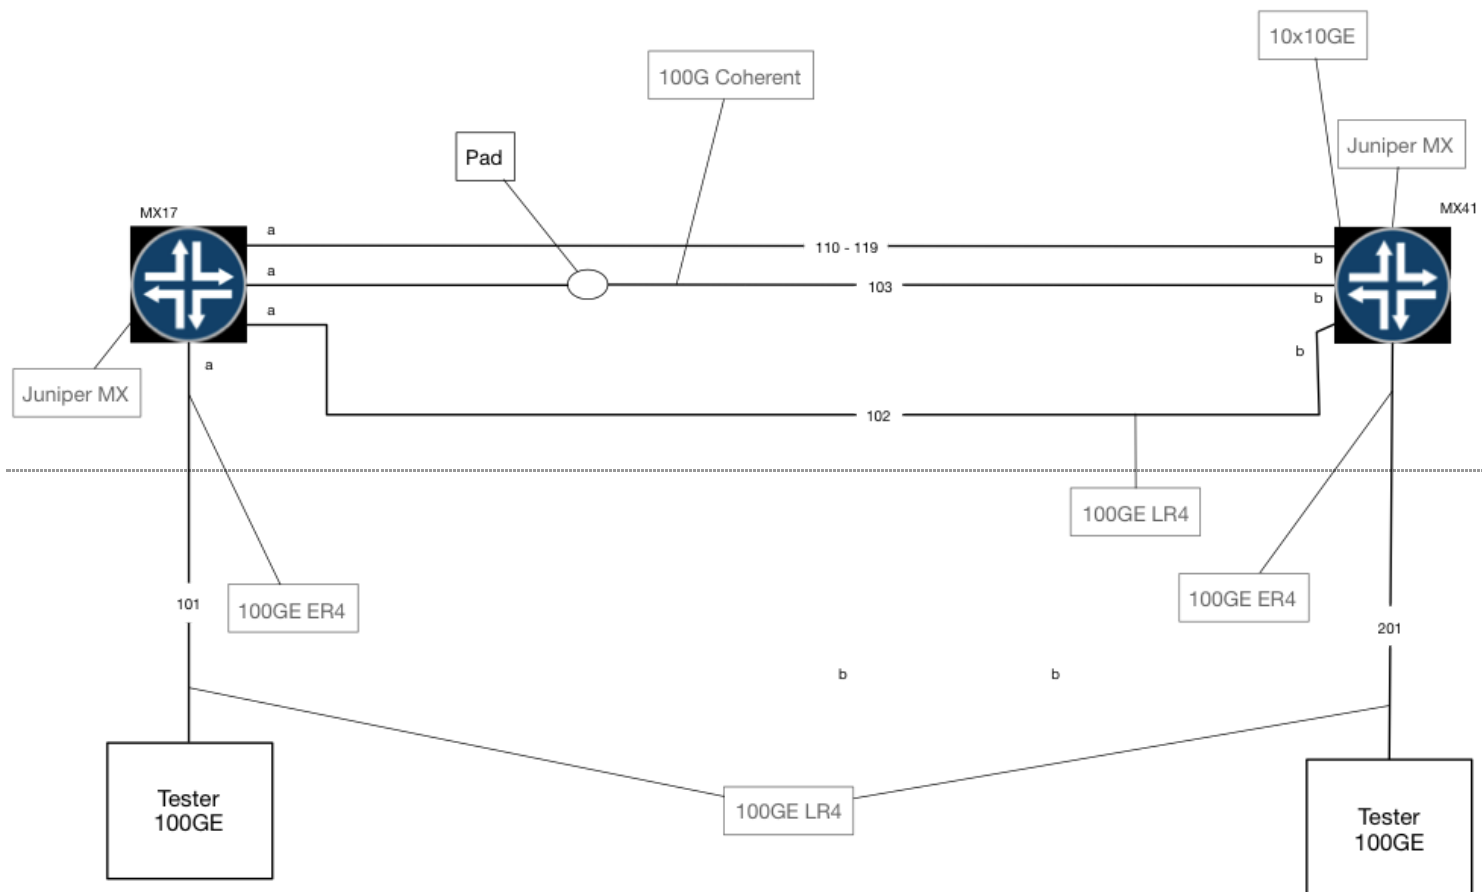 10x10GE
100G Coherent
Pad
Juniper MX
MX17
MX41
a
110 - 119
b
a
103
b
a
b
a
Juniper MX
102
100GE LR4
100GE ER4
100GE ER4
101
201
b
b
Tester
100GE
100GE LR4
Tester
100GE